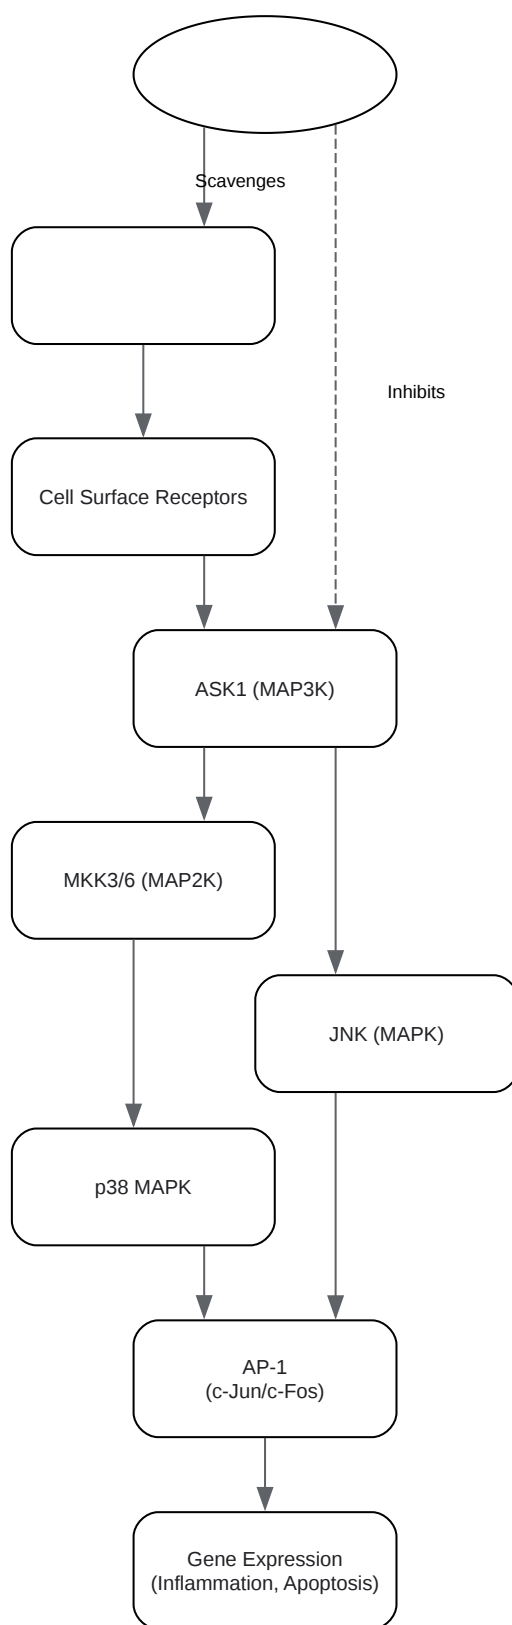 Scavenges
Inhibits
Cell Surface Receptors
ASK1 (MAP3K)
MKK3/6 (MAP2K)
JNK (MAPK)
p38 MAPK
AP-1
(c-Jun/c-Fos)
Gene Expression
(Inflammation, Apoptosis)